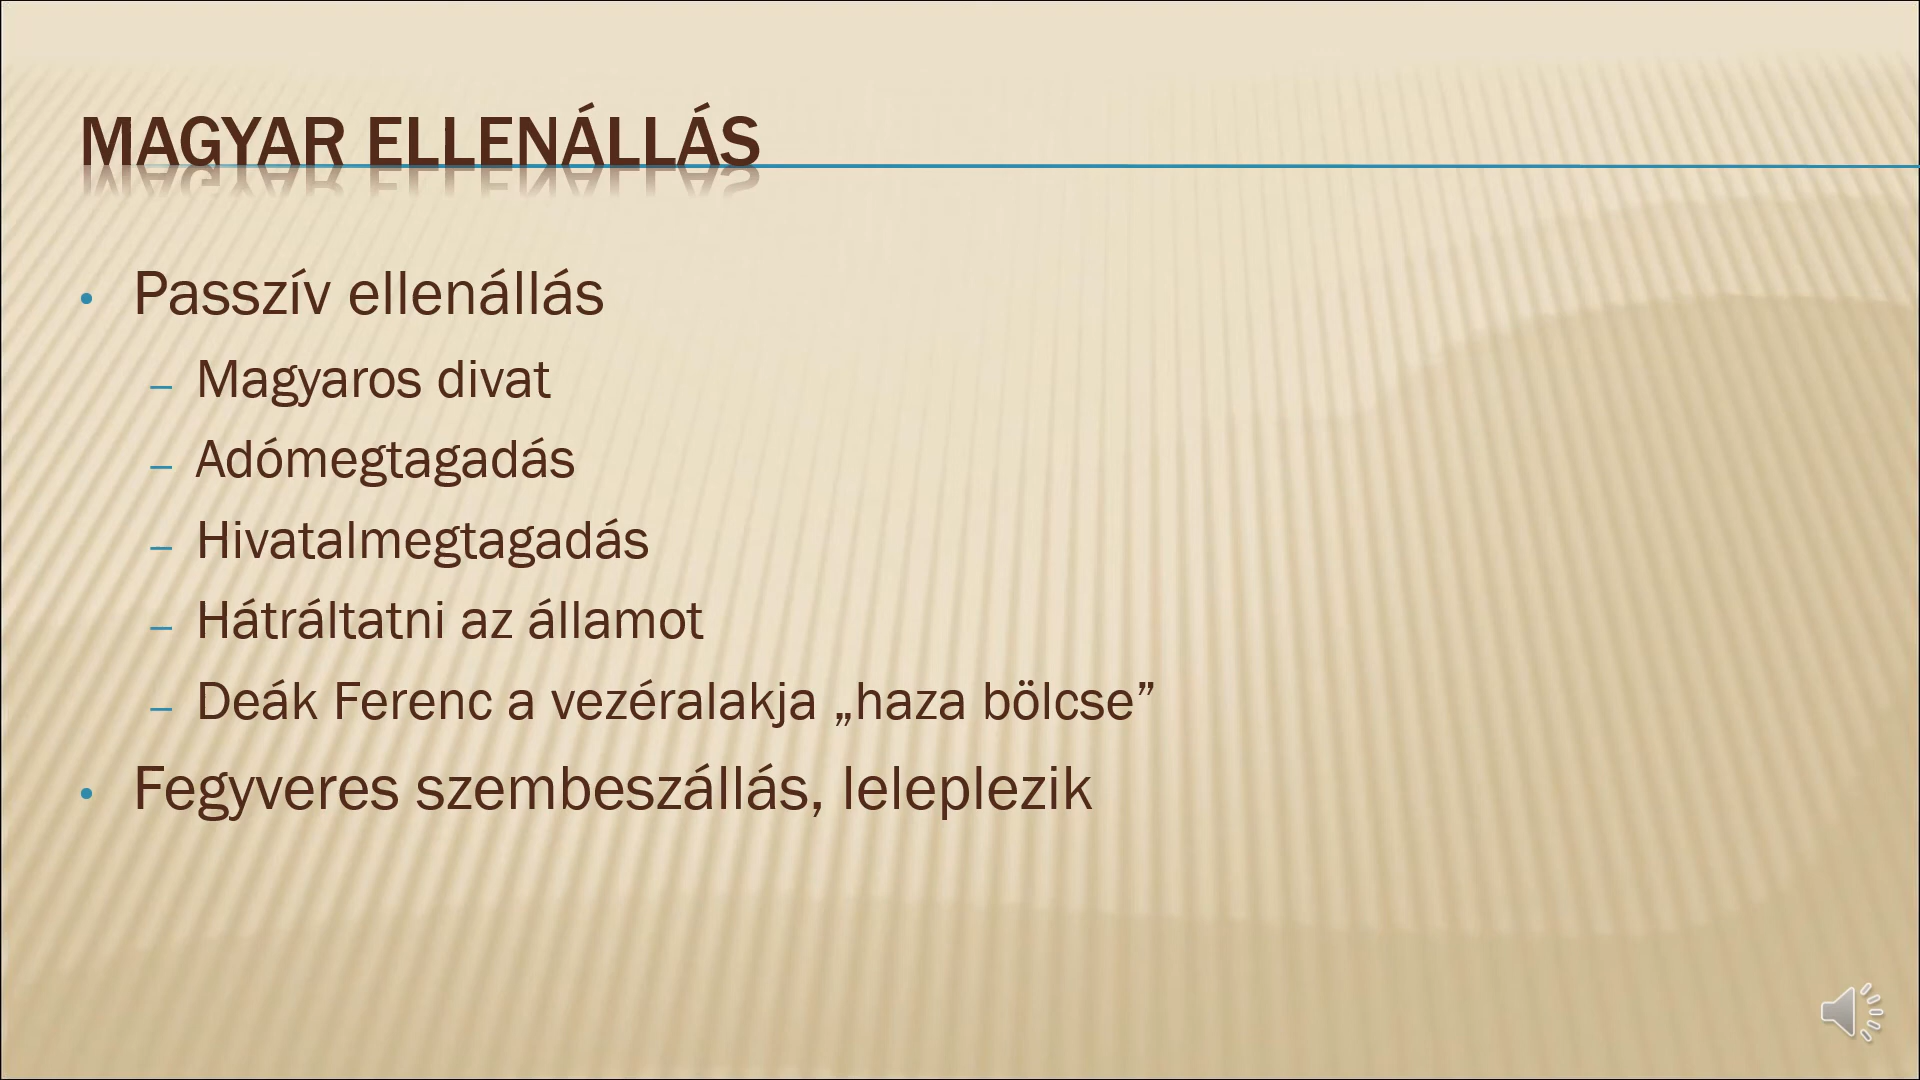 MAGYAR ELLENÁLLÁS
• Passzív ellenállás
– Magyaros divat
– Adómegtagadás
– Hivatalmegtagadás
– Hátráltatni az államot
– Deák Ferenc a vezéralakja „haza bölcse”
• Fegyveres szembeszállás, leleplezik